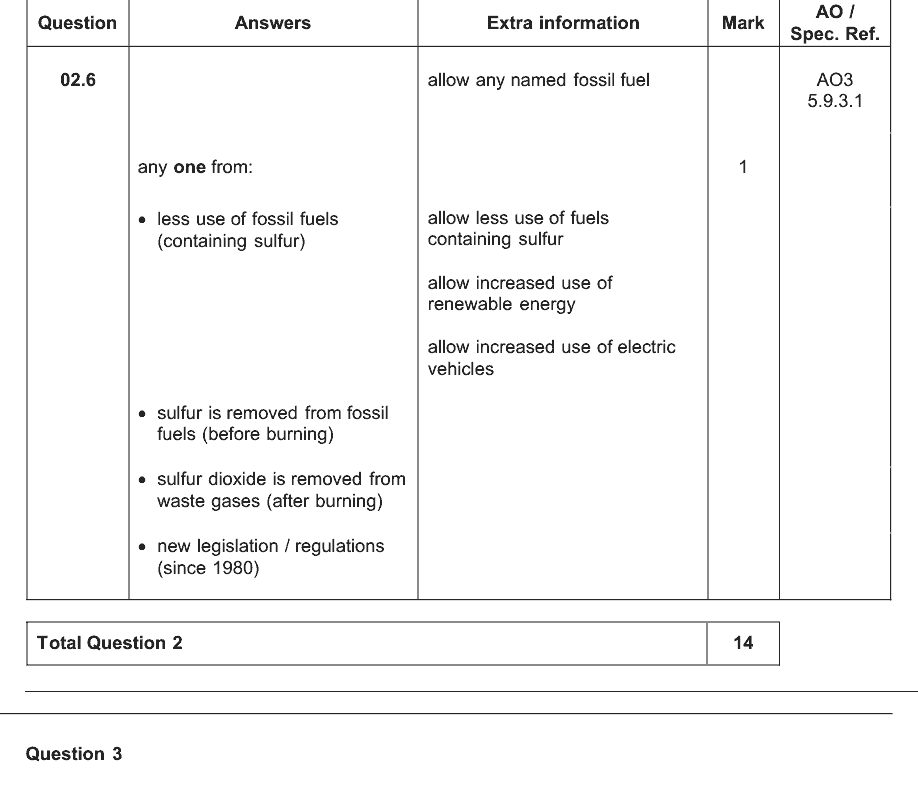 Question Answers Extra information Mark AO /
Spec. Ref.
02.6 allow any named fossil fuel AO3
5.9.3.1
any one from: 1
• less use of fossil fuels
(containing sulfur)
allow less use of fuels
containing sulfur
allow increased use of
renewable energy
allow increased use of electric
vehicles
• sulfur is removed from fossil
fuels (before burning)
• sulfur dioxide is removed from
waste gases (after burning)
• new legislation / regulations
(since 1980)
Total Question 2 14
Question 3